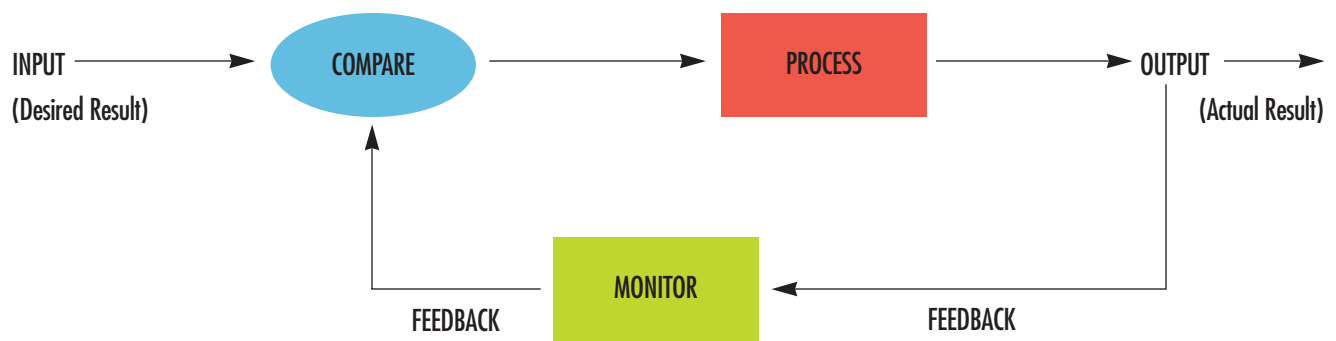 INPUT
(Desired Result)
COMPARE
PROCESS
OUTPUT
(Actual Result)
MONITOR
FEEDBACK
FEEDBACK